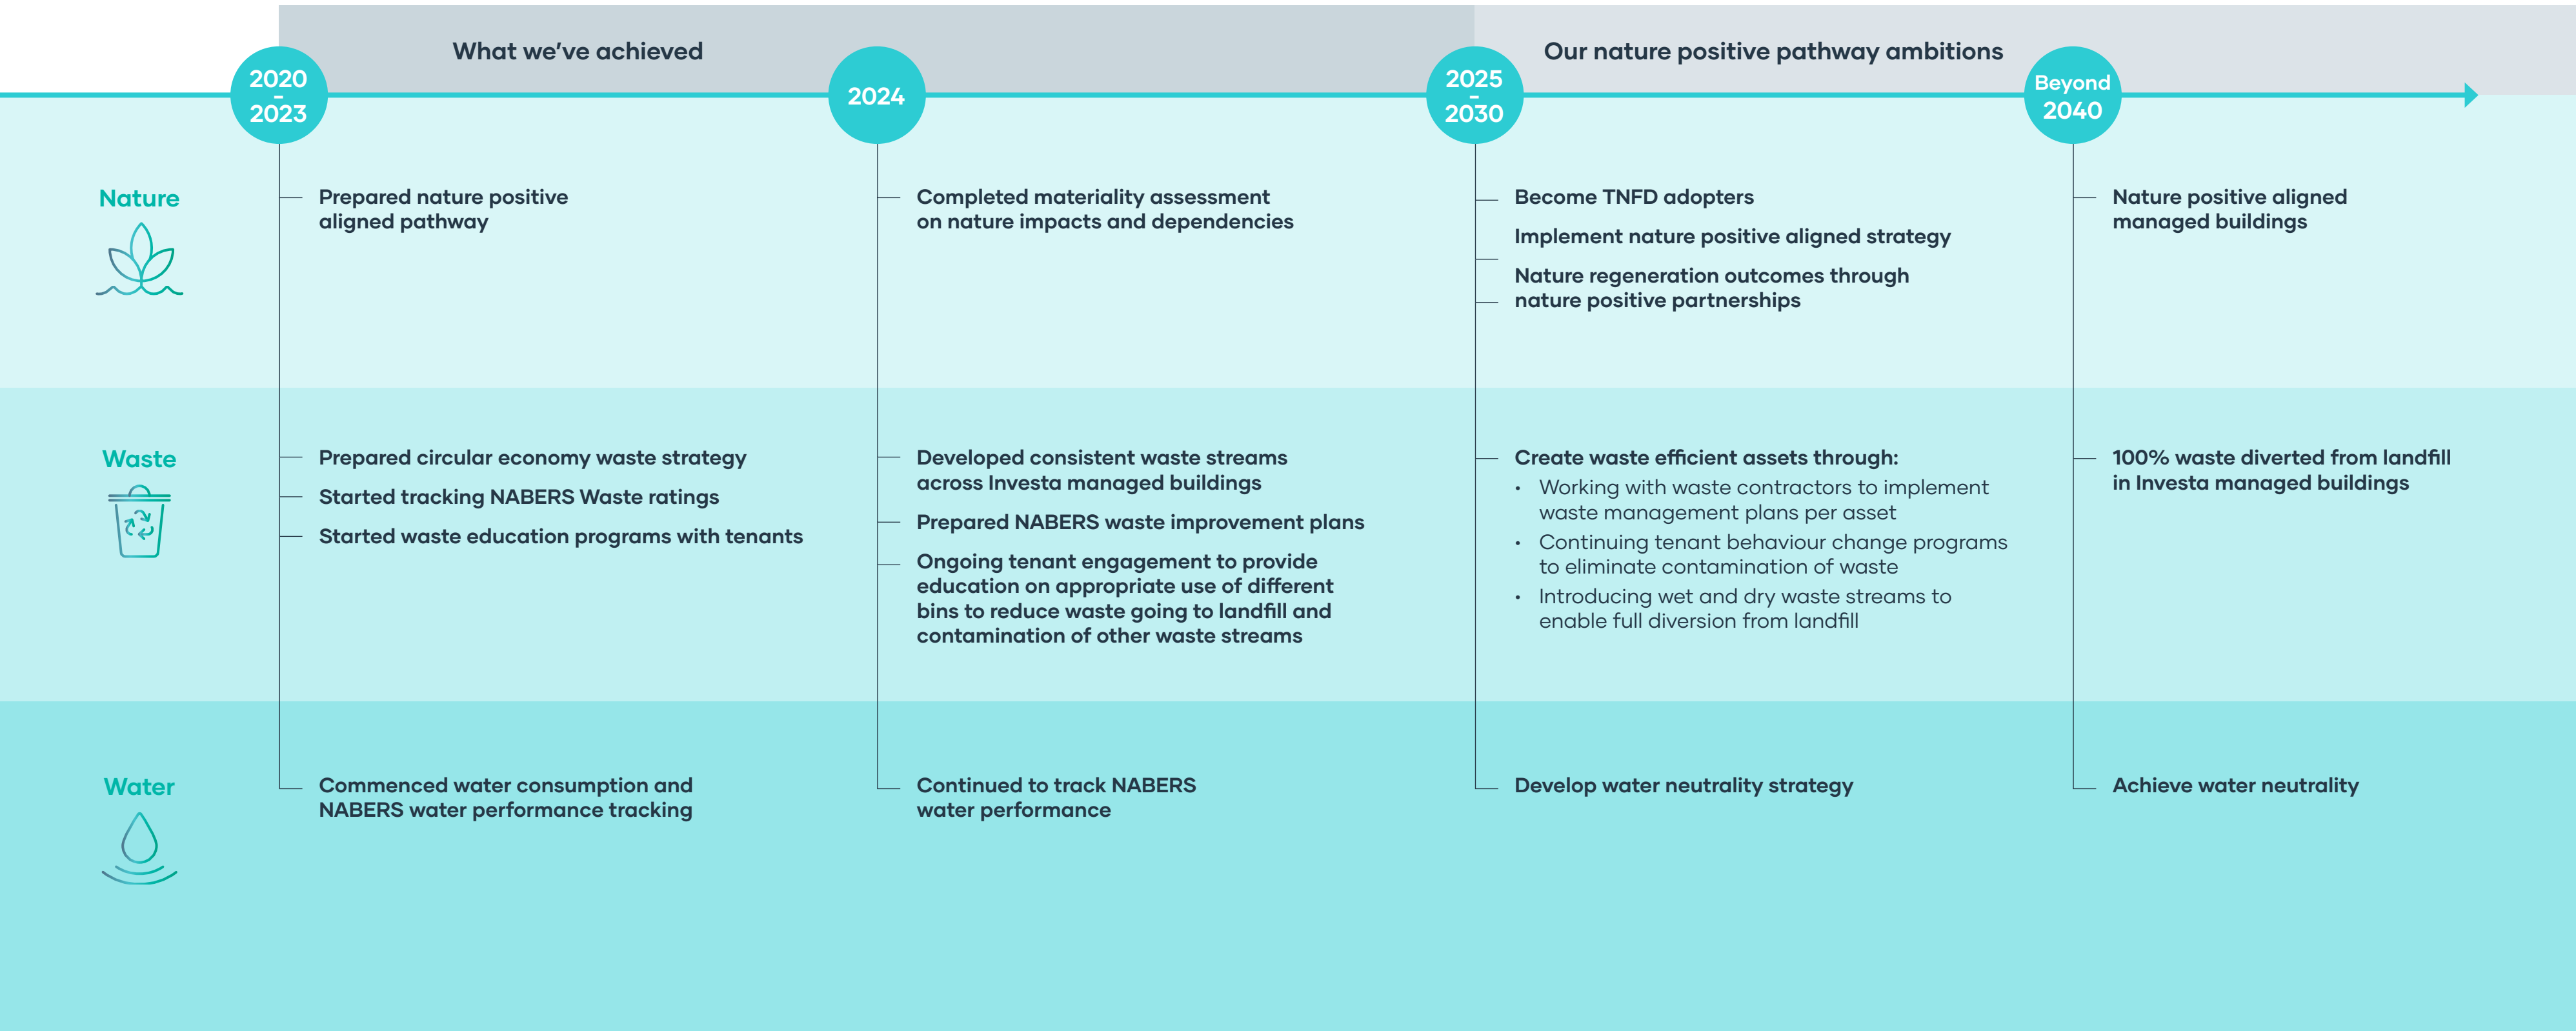 What we’ve achieved
Our nature positive pathway ambitions
2020
–
2023
2024
2025
–
2030
Beyond
2040
Nature
Prepared nature positive
aligned pathway
Completed materiality assessment
on nature impacts and dependencies
Become TNFD adopters
Implement nature positive aligned strategy
Nature regeneration outcomes through
nature positive partnerships
Nature positive aligned
managed buildings
Waste
Prepared circular economy waste strategy
Started tracking NABERS Waste ratings
Started waste education programs with tenants
Developed consistent waste streams
across Investa managed buildings
Prepared NABERS waste improvement plans
Ongoing tenant engagement to provide
education on appropriate use of different
bins to reduce waste going to landfill and
contamination of other waste streams
Create waste efficient assets through:
• Working with waste contractors to implement
waste management plans per asset
• Continuing tenant behaviour change programs
to eliminate contamination of waste
• Introducing wet and dry waste streams to
enable full diversion from landfill
100% waste diverted from landfill
in Investa managed buildings
Water
Commenced water consumption and
NABERS water performance tracking
Continued to track NABERS
water performance
Develop water neutrality strategy
Achieve water neutrality